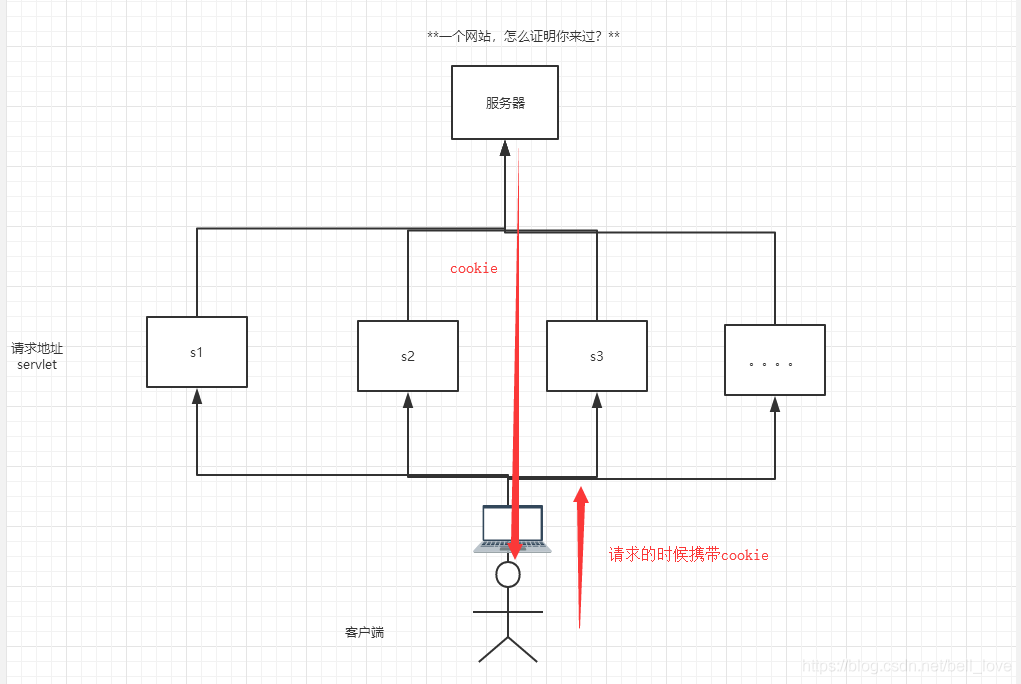 **一个网站，怎么证明你来过？**
服务器
cookie
s1
s2
s3
。。。。
请求地址
servlet
请求的时候携带cookie
客户端
https://blog.csdn.net/belf_love